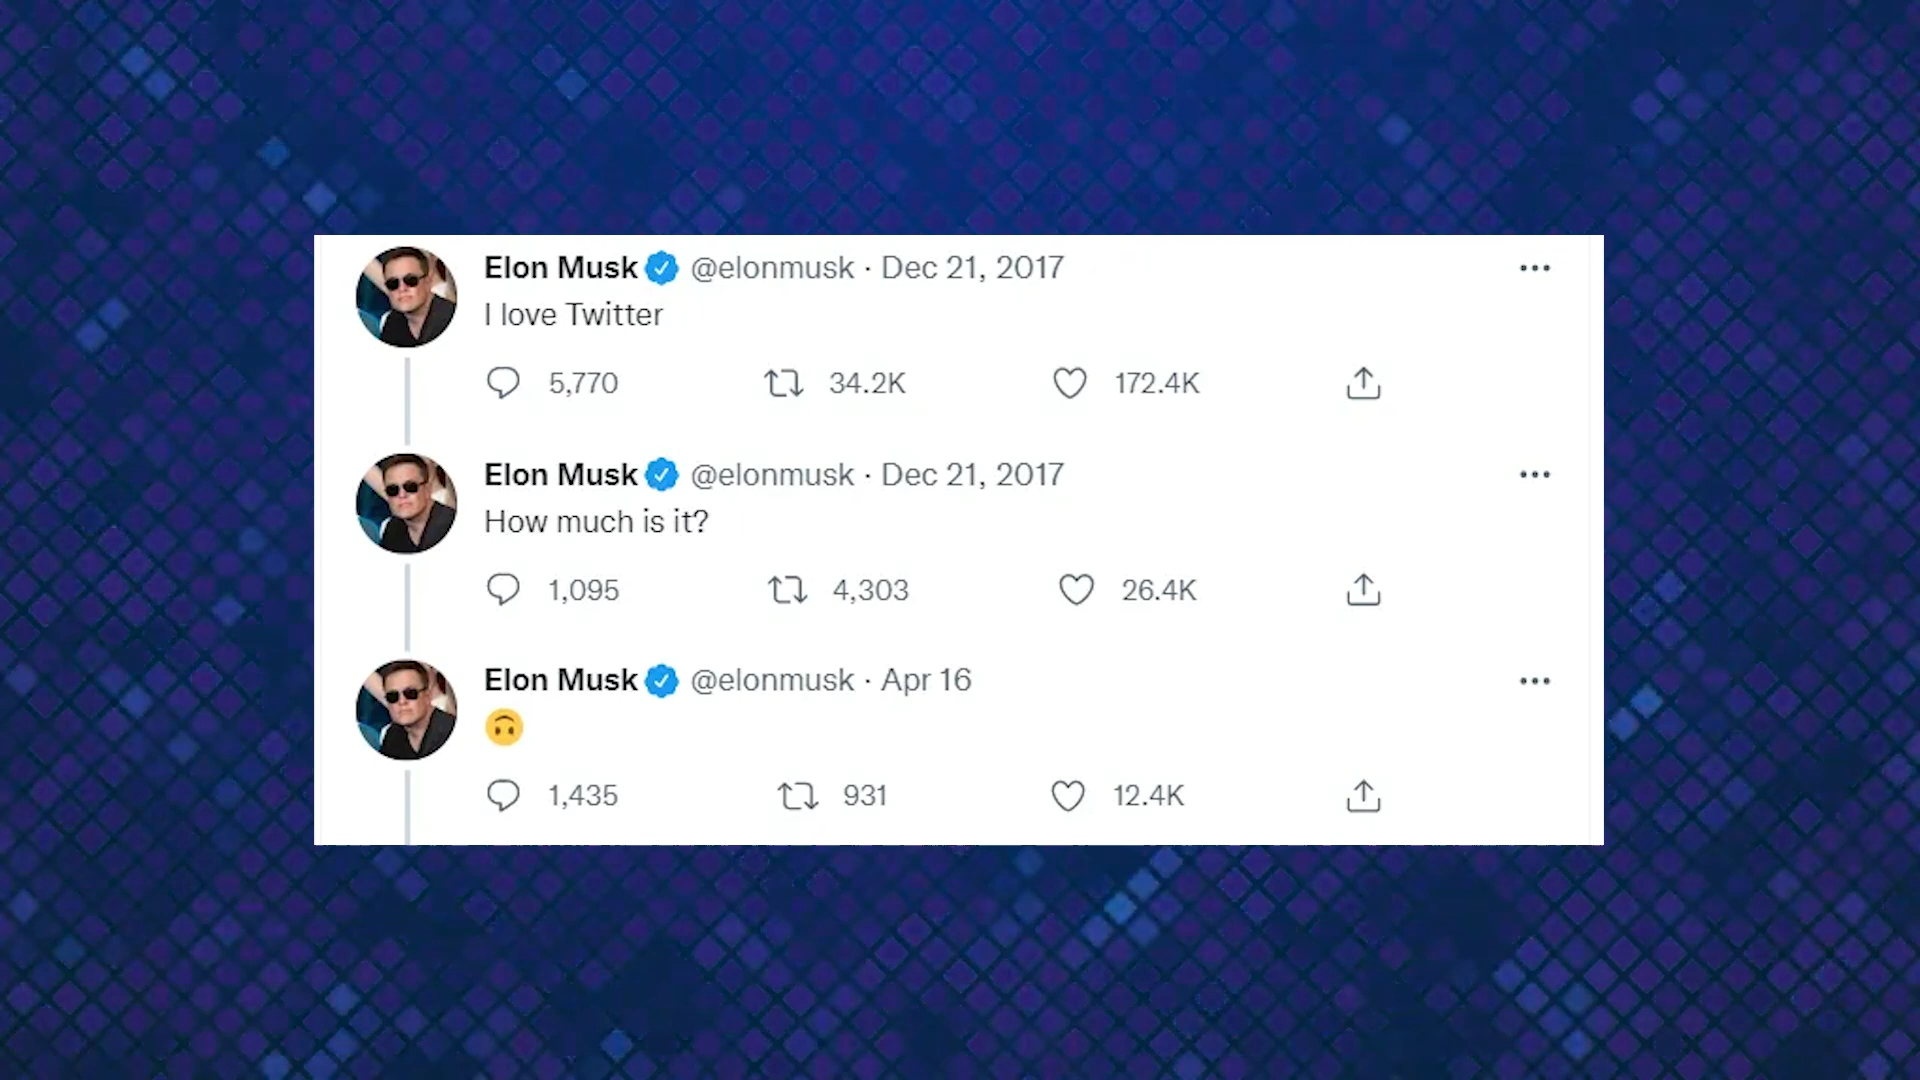 Elon Musk @elonmusk · Dec 21, 2017
I love Twitter
5,770 34.2K 172.4K
Elon Musk @elonmusk · Dec 21, 2017
How much is it?
1,095 4,303 26.4K
Elon Musk @elonmusk · Apr 16
🙃
1,435 931 12.4K